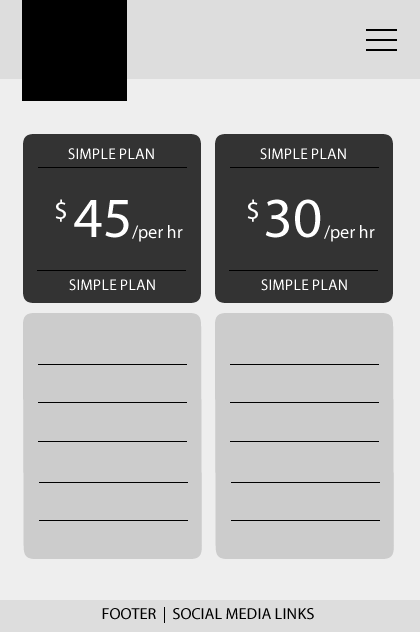 SIMPLE PLAN
$45/per hr
SIMPLE PLAN
SIMPLE PLAN
$30/per hr
SIMPLE PLAN
FOOTER | SOCIAL MEDIA LINKS